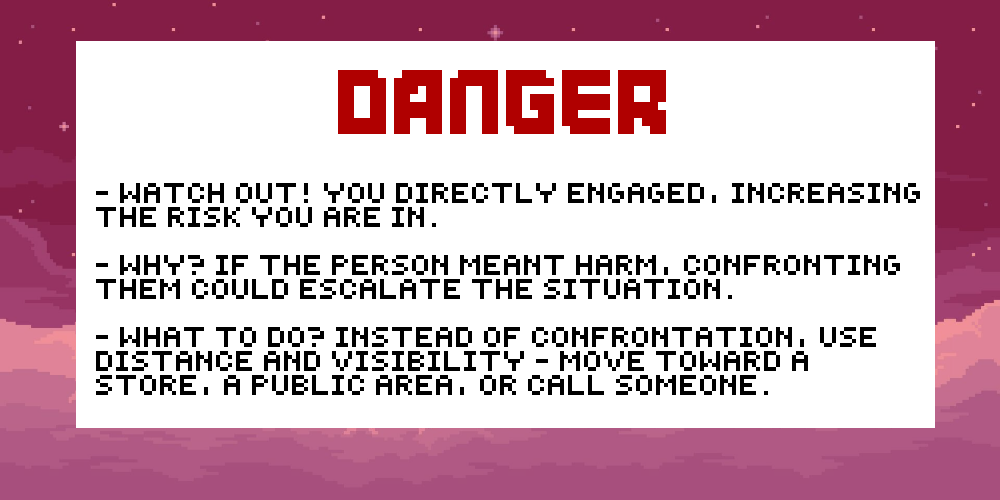 DANGER
- WATCH OUT! YOU DIRECTLY ENGAGED, INCREASING
THE RISK YOU ARE IN.
- WHY? IF THE PERSON MEANT HARM, CONFRONTING
THEM COULD ESCALATE THE SITUATION.
- WHAT TO DO? INSTEAD OF CONFRONTATION, USE
DISTANCE AND VISIBILITY - MOVE TOWARD A
STORE, A PUBLIC AREA, OR CALL SOMEONE.